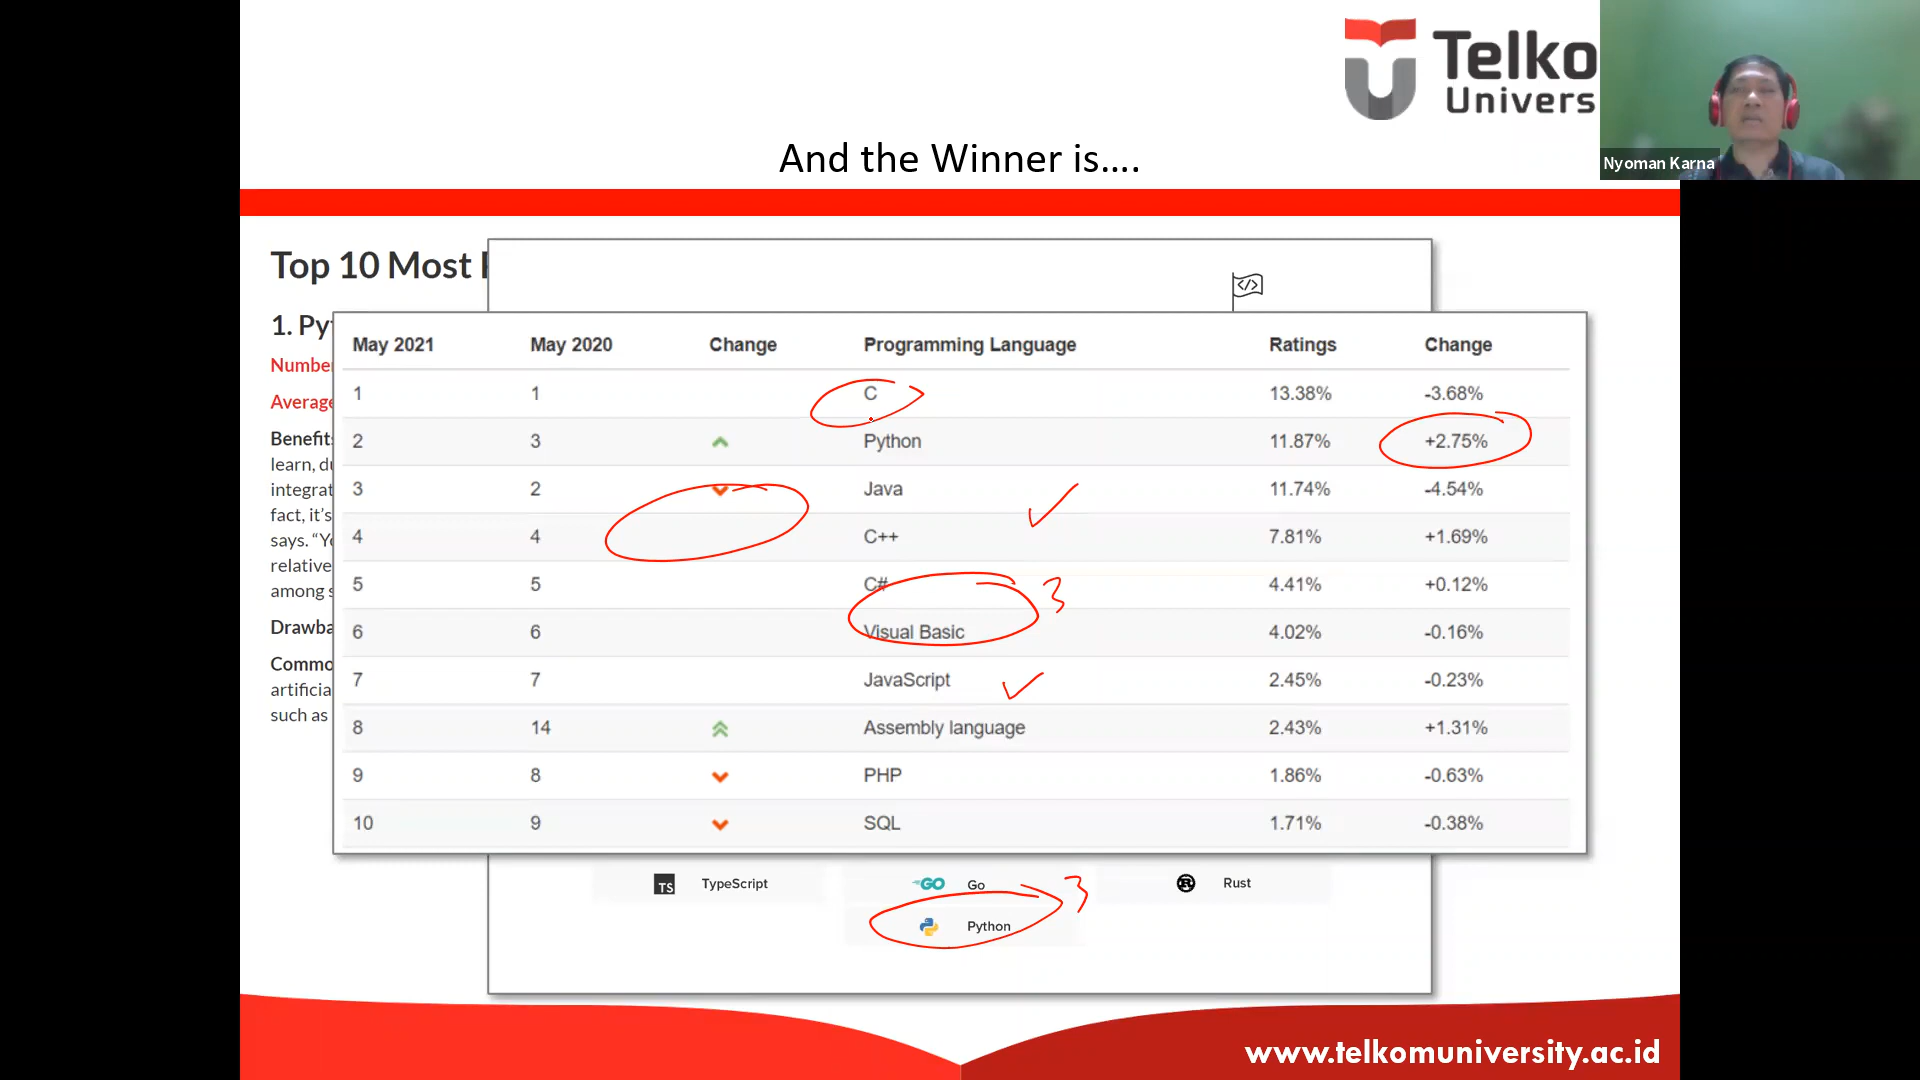 Telko
Univers
Nyoman Karna
And the Winner is....
Top 10 Most
1. Py
Number
Average
Benefits
learn, du
integrat
fact, it's
says. "Yo
relative
among s
Drawba
Commo
artificia
such as
May 2021 May 2020 Change Programming Language Ratings Change
1 1 C 13.38% -3.68%
2 3 Python 11.87% +2.75%
3 2 Java 11.74% -4.54%
4 4 C++ 7.81% +1.69%
5 5 C# 4.41% +0.12%
3
6 6 Visual Basic 4.02% -0.16%
7 7 JavaScript 2.45% -0.23%
8 14 Assembly language 2.43% +1.31%
9 8 PHP 1.86% -0.63%
10 9 SQL 1.71% -0.38%
TS TypeScript GO Go Rust
3
Python
www.telkomuniversity.ac.id